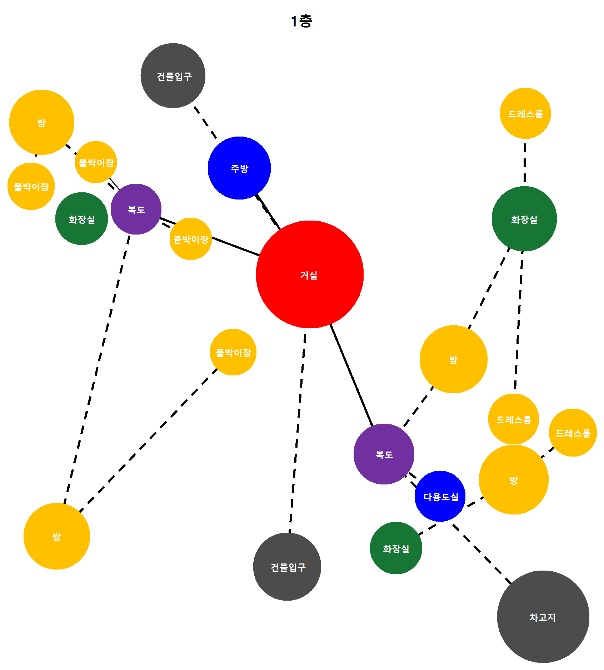 1층
건물입구
방
드레스룸
붙박이장
주방
붙박이장
복도
화장실
화장실
붙박이장
거실
붙박이장
방
드레스룸
드레스룸
복도
방
다용도실
방
화장실
건물입구
차고지